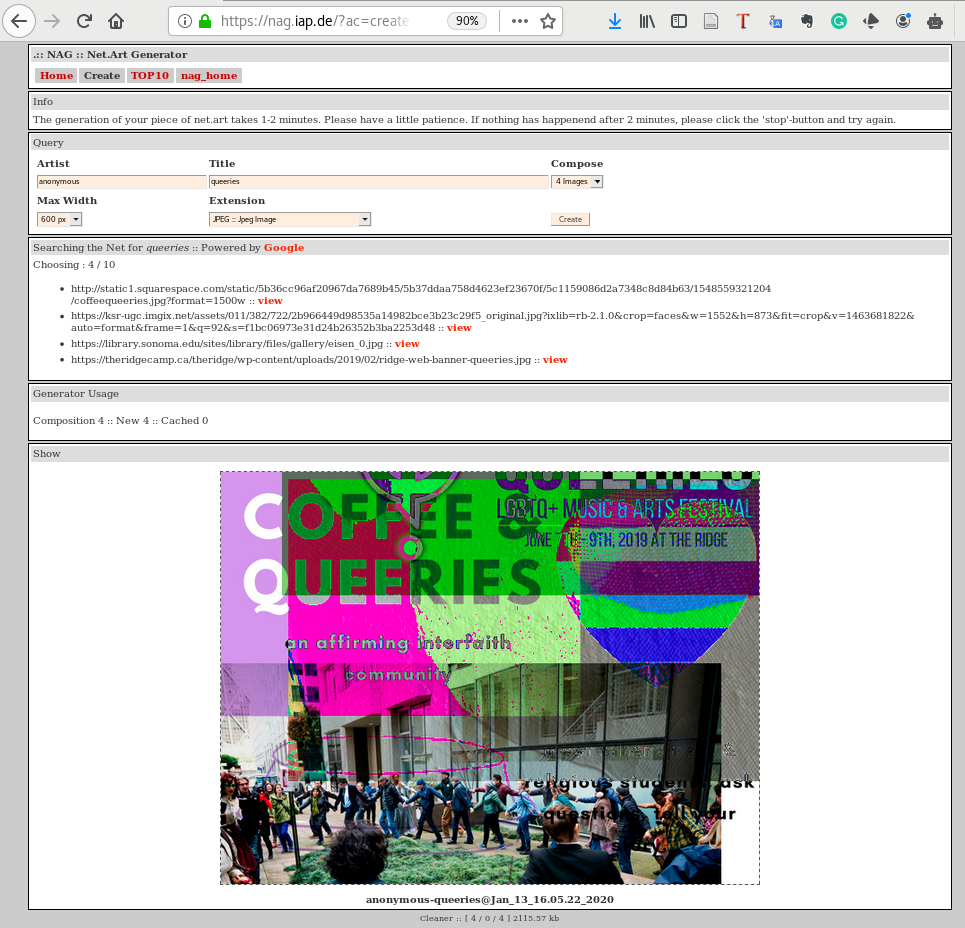 https://nag.iap.de/?ac=create
90%
.:: NAG :: Net.Art Generator
Home Create TOP10 nag_home
Info
The generation of your piece of net.art takes 1-2 minutes. Please have a little patience. If nothing has happenend after 2 minutes, please click the 'stop'-button and try again.
Query
Artist Title Compose
anonymous queeries 4 Images
Max Width Extension
600 px JPEG :: Jpeg Image Create
Searching the Net for queeries :: Powered by Google
Choosing : 4 / 10
http://static1.squarespace.com/static/5b36cc96af20967da7689b45/5b37ddaa758d4623ef23670f/5c1159086d2a7348c8d84b63/1548559321204
/coffeequeeries.jpg?format=1500w :: view
https://ksr-ugc.imgix.net/assets/011/382/722/2b966449d98535a14982bce3b23c29f5_original.jpg?ixlib=rb-2.1.0&crop=faces&w=1552&h=873&fit=crop&v=1463681822&
auto=format&frame=1&q=92&s=f1bc06973e31d24b26352b3ba2253d48 :: view
https://library.sonoma.edu/sites/library/files/gallery/eisen_0.jpg :: view
https://theridgecamp.ca/theridge/wp-content/uploads/2019/02/ridge-web-banner-queeries.jpg :: view
Generator Usage
Composition 4 :: New 4 :: Cached 0
Show
COFFEE &
QUEERIES
LGBTQ+ MUSIC & ARTS FESTIVAL
JUNE 7TH - 9TH, 2019 AT THE RIDGE
an affirming interfaith
community
religious students ask
questions, tell your
anonymous-queeries@Jan_13_16.05.22_2020
Cleaner :: [ 4 / 0 / 4 ] 2115.57 kb